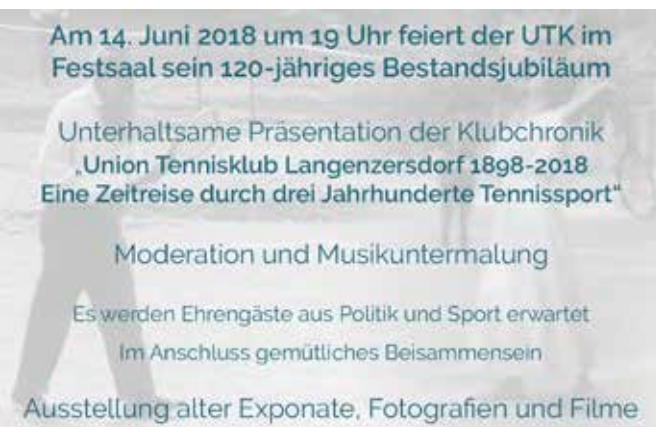 Am 14. Juni 2018 um 19 Uhr feiert der UTK im
Festsaal sein 120-jähriges Bestandsjubiläum
Unterhaltsame Präsentation der Klubchronik
„Union Tennisklub Langenzersdorf 1898-2018
Eine Zeitreise durch drei Jahrhunderte Tennissport“
Moderation und Musikuntermalung
Es werden Ehrengäste aus Politik und Sport erwartet
Im Anschluss gemütliches Beisammensein
Ausstellung alter Exponate, Fotografien und Filme